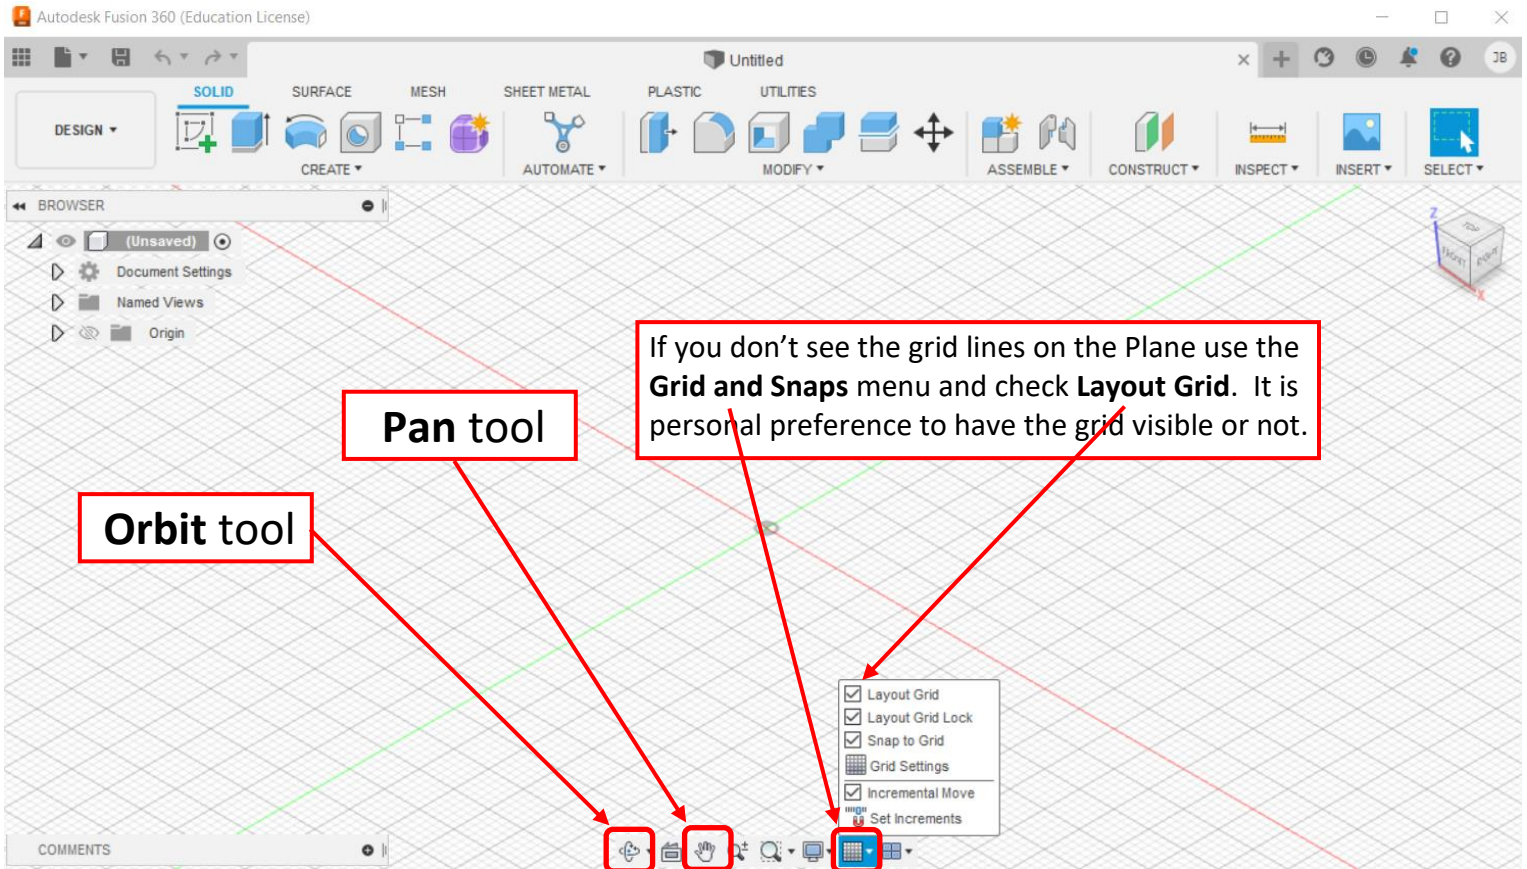 Autodesk Fusion 360 (Education License)
Untitled
JB
SOLID SURFACE MESH SHEET METAL PLASTIC UTILITIES
DESIGN
CREATE AUTOMATE MODIFY ASSEMBLE CONSTRUCT INSPECT INSERT SELECT
BROWSER
(Unsaved)
Document Settings
Named Views
Origin
Z
TOP
FRONT RIGHT
X
If you don’t see the grid lines on the Plane use the
Grid and Snaps menu and check Layout Grid. It is
personal preference to have the grid visible or not.
Pan tool
Orbit tool
Layout Grid
Layout Grid Lock
Snap to Grid
Grid Settings
Incremental Move
Set Increments
COMMENTS